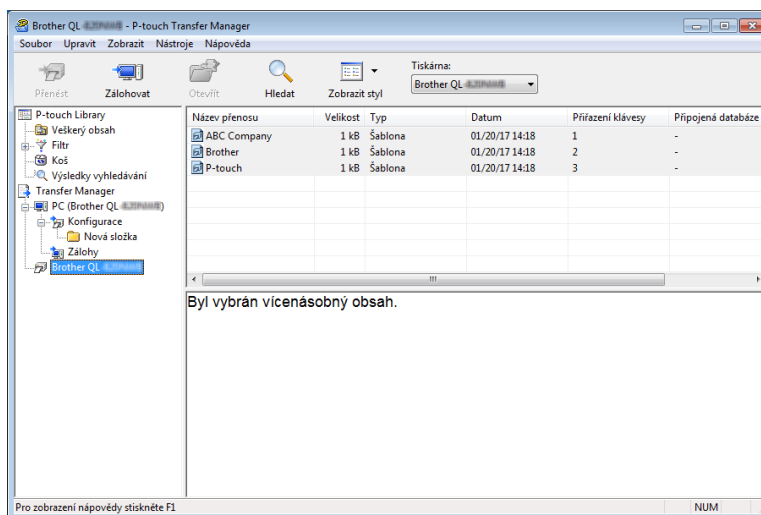 Brother QL - P-touch Transfer Manager
Soubor Upravit Zobrazit Nástroje Nápověda
Přenést Zálohovat Otevřít Hledat Zobrazit styl
Tiskárna:
Brother QL
P-touch Library
Veškerý obsah
Filtr
Koš
Výsledky vyhledávání
Transfer Manager
PC (Brother QL )
Konfigurace
Nová složka
Zálohy
Brother QL
Název přenosu Velikost Typ Datum Přiřazení klávesy Připojená databáze
ABC Company 1 kB Šablona 01/20/17 14:18 1 -
Brother 1 kB Šablona 01/20/17 14:18 2 -
P-touch 1 kB Šablona 01/20/17 14:18 3 -
Byl vybrán vícenásobný obsah.
Pro zobrazení nápovědy stiskněte F1
NUM